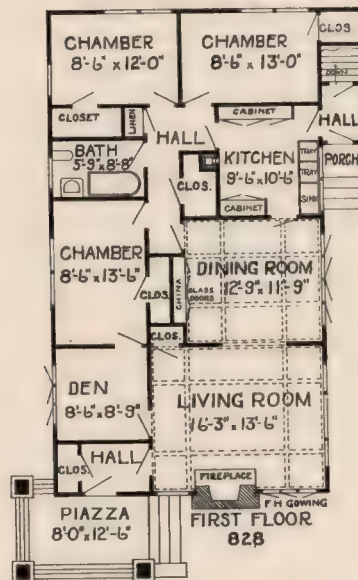 CHAMBER
8'-6" x 12'-0"
CHAMBER
8'-6" x 13'-0"
CLOS
DOWN
CLOSET
LINEN
CABINET
HALL
HALL
BATH
5'-9" x 8'-8"
CLOS.
KITCHEN
9'-6" x 10'-6"
TRAY
TRAY
SINK
PORCH
CABINET
CHAMBER
8'-6" x 13'-6"
CLOS.
CHINA
GLASS
DOORS
DINING ROOM
12'-9" x 11'-9"
CLOS.
DEN
8'-6" x 8'-9"
LIVING ROOM
16'-3" x 13'-6"
CLOS.
HALL
FIREPLACE
F H GOWING
PIAZZA
8'-0" x 12'-6"
FIRST FLOOR
828